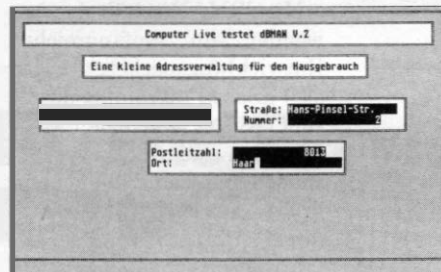 Computer Live testet dBMAN V.2
Eine kleine Adressverwaltung für den Hausgebrauch
Straße: Hans-Pinsel-Str.
Nummer: 2
Postleitzahl: 8013
Ort: Haar